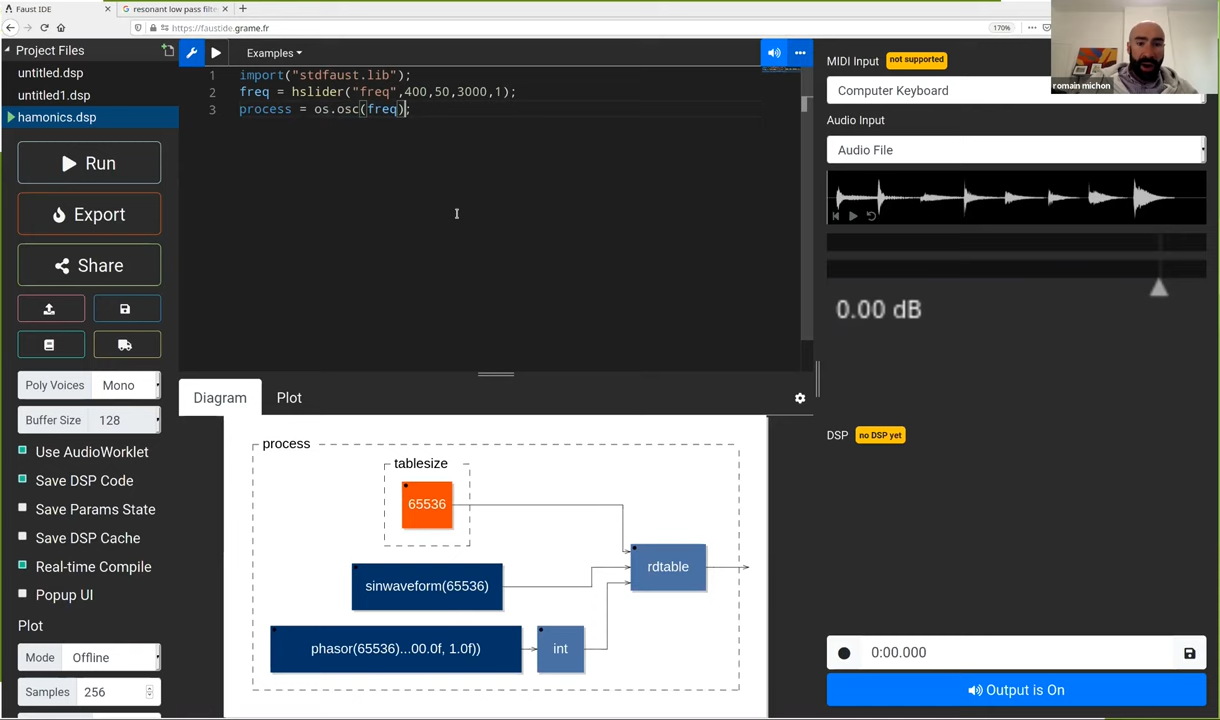 Faust IDE
resonant low pass filter
https://faustide.grame.fr
170%
Project Files
untitled.dsp
untitled1.dsp
hamonics.dsp
Run
Export
Share
Poly Voices Mono
Buffer Size 128
Use AudioWorklet
Save DSP Code
Save Params State
Save DSP Cache
Real-time Compile
Popup UI
Plot
Mode Offline
Samples 256
Examples
1 import("stdfaust.lib");
2 freq = hslider("freq",400,50,3000,1);
3 process = os.osc(freq);
Diagram Plot
process
tablesize
65536
rdtable
sinwaveform(65536)
phasor(65536)...00.0f, 1.0f))
int
MIDI Input not supported
Computer Keyboard
romain michon
Audio Input
Audio File
0.00 dB
DSP no DSP yet
0:00.000
Output is On